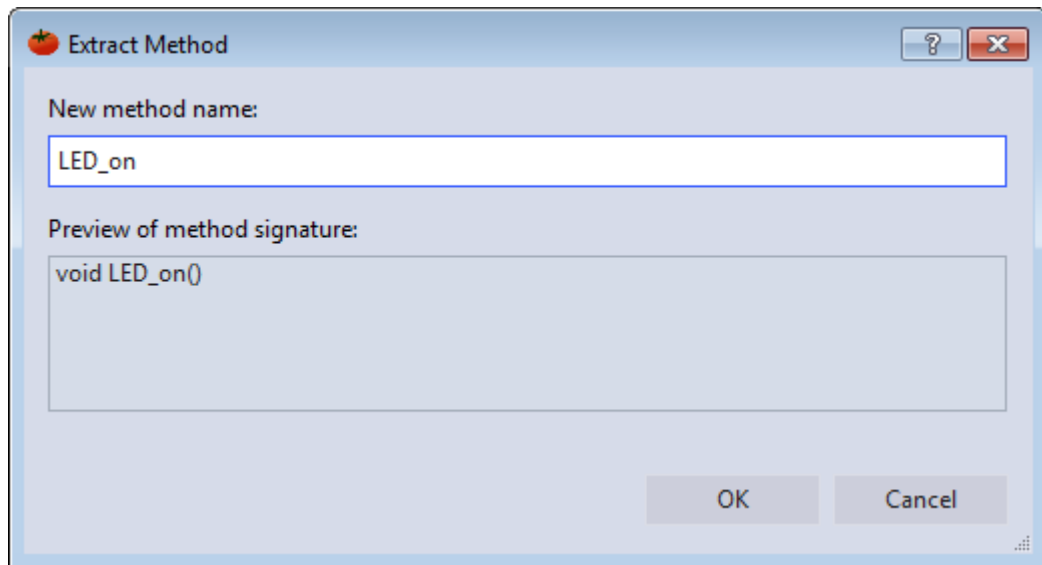 Extract Method
New method name:
LED_on
Preview of method signature:
void LED_on()
OK Cancel